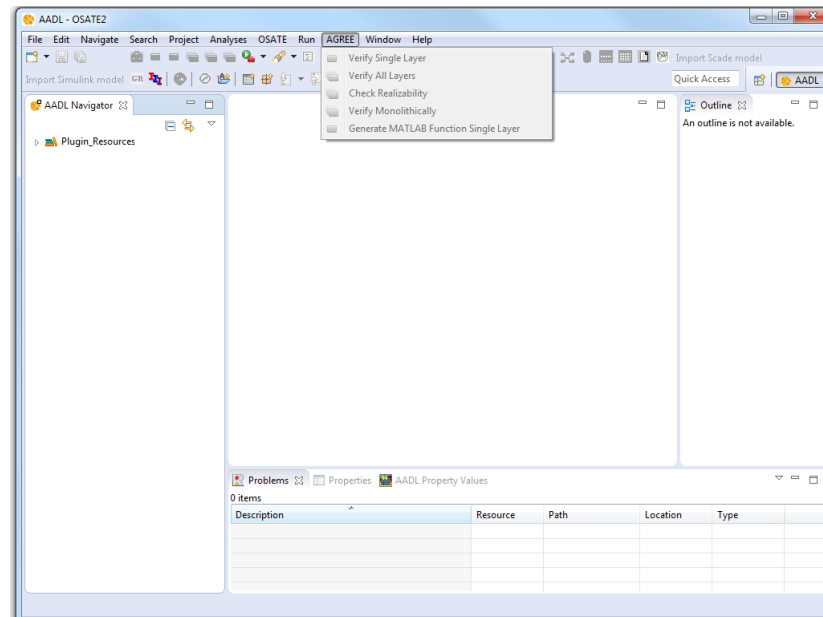 AADL - OSATE2
File Edit Navigate Search Project Analyses OSATE Run AGREE Window Help
Import Scade model
Import Simulink model GR Quick Access AADL
Verify Single Layer
Verify All Layers
Check Realizability
Verify Monolithically
Generate MATLAB Function Single Layer
AADL Navigator
Plugin_Resources
Outline
An outline is not available.
Problems Properties AADL Property Values
0 items
Description Resource Path Location Type